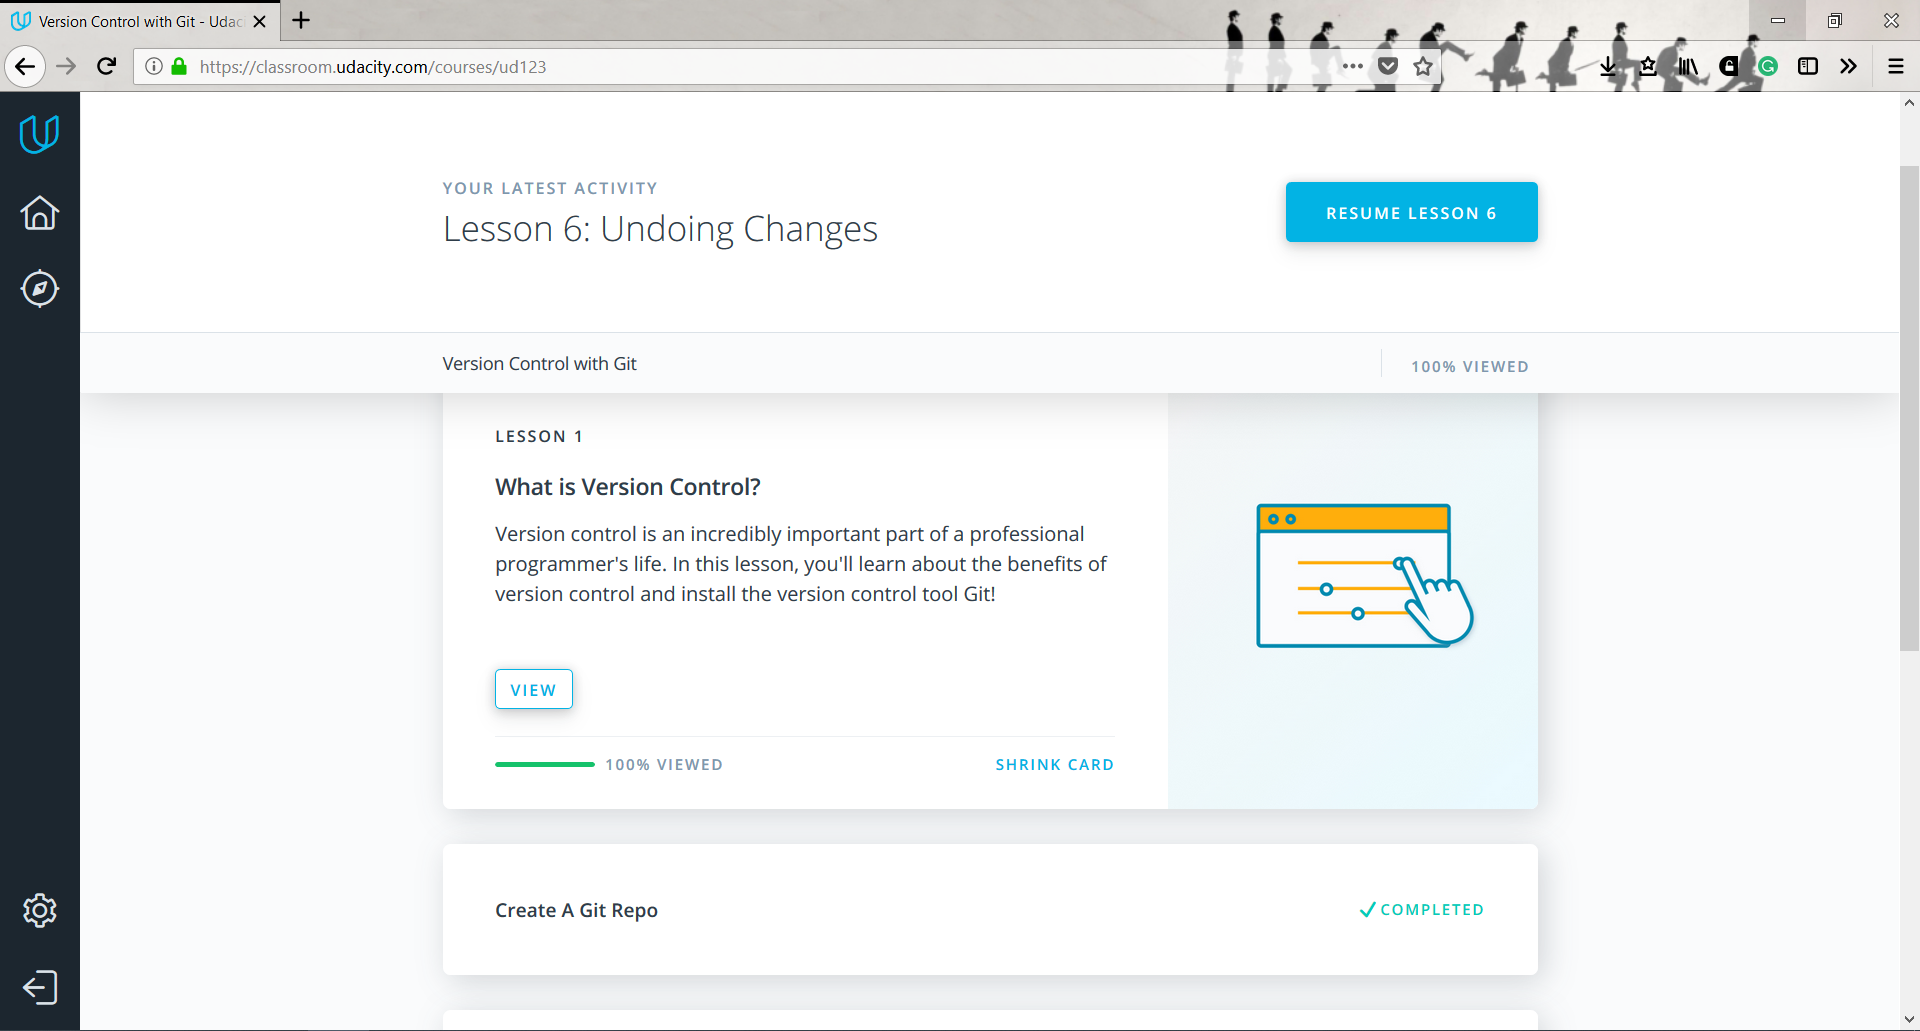 Version Control with Git - Udac
https://classroom.udacity.com/courses/ud123
YOUR LATEST ACTIVITY
Lesson 6: Undoing Changes
RESUME LESSON 6
Version Control with Git
100% VIEWED
LESSON 1
What is Version Control?
Version control is an incredibly important part of a professional
programmer's life. In this lesson, you'll learn about the benefits of
version control and install the version control tool Git!
VIEW
100% VIEWED
SHRINK CARD
Create A Git Repo
COMPLETED